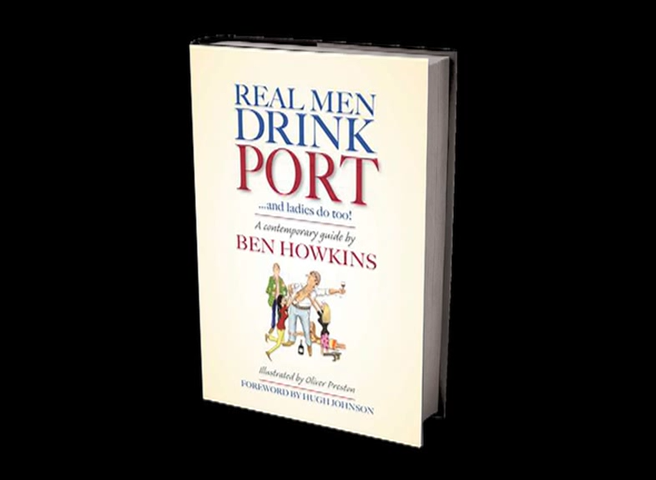 REAL MEN
DRINK
PORT
...and ladies do too!
A contemporary guide by
BEN HOWKINS
Illustrated by Oliver Preston
FOREWORD BY HUGH JOHNSON